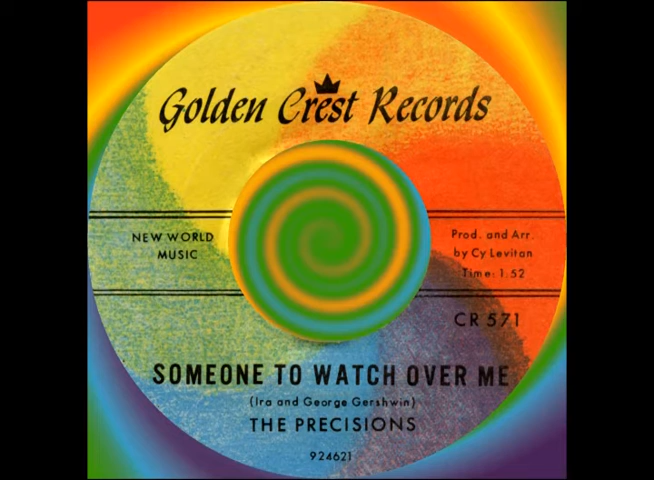 Golden Crest Records
NEW WORLD
MUSIC
Prod. and Arr.
by Cy Levitan
Time: 1:52
CR 571
SOMEONE TO WATCH OVER ME
(Ira and George Gershwin)
THE PRECISIONS
924621